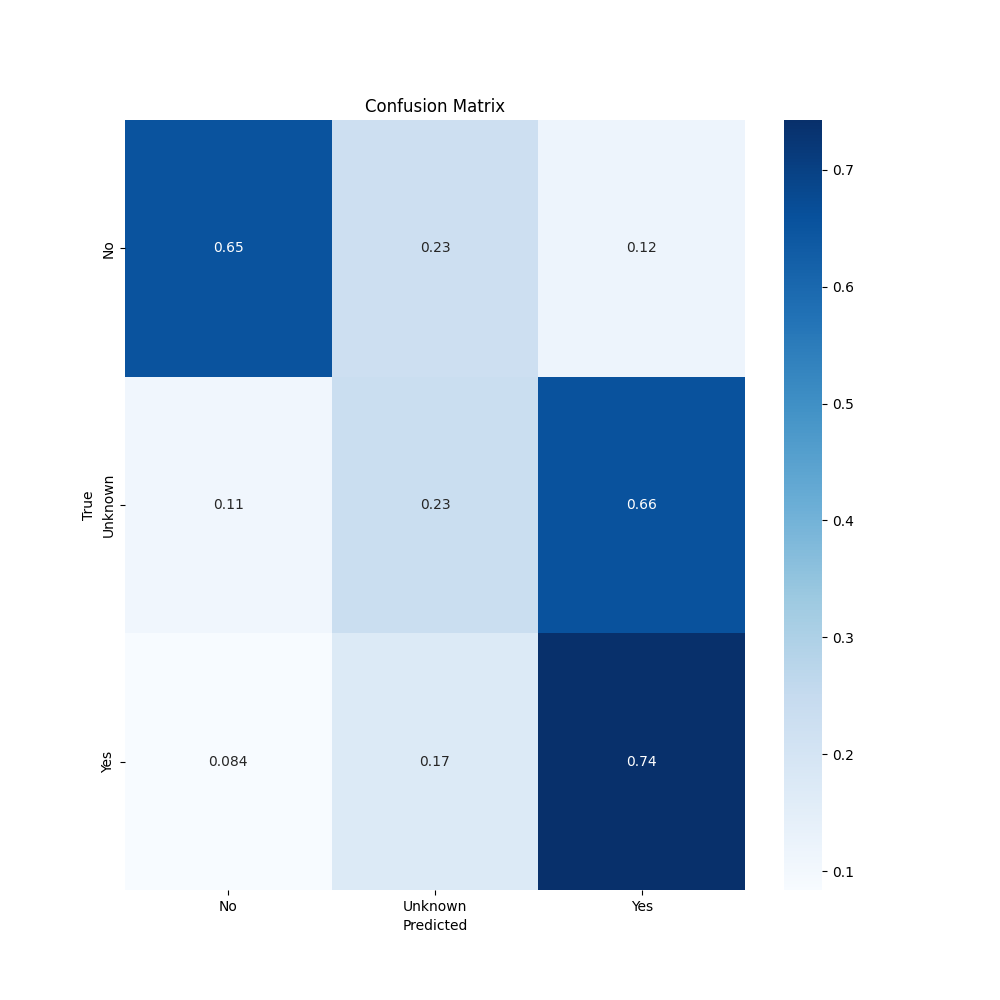 Confusion Matrix
No
0.65
0.23
0.12
0.7
0.6
0.5
True
Unknown
0.11
0.23
0.66
0.4
0.3
Yes
0.084
0.17
0.74
0.2
0.1
No
Unknown
Yes
Predicted